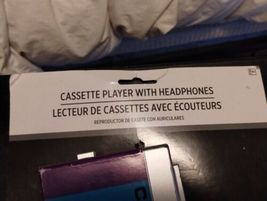 CASSETTE PLAYER WITH HEADPHONES
LECTEUR DE CASSETTES AVEC ÉCOUTEURS
REPRODUCTOR DE CASETE CON AURICULARES